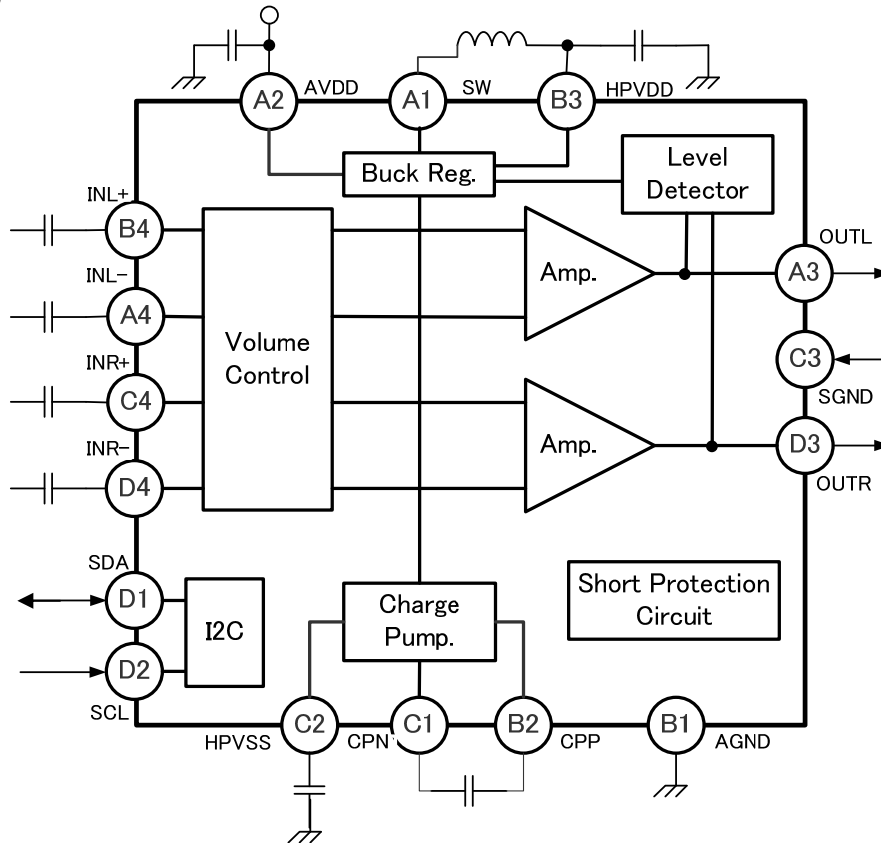 A2
AVDD
A1
SW
B3
HPVDD
Buck Reg.
Level
Detector
INL+
B4
INL-
A4
INR+
C4
INR-
D4
Volume
Control
Amp.
Amp.
OUTL
A3
C3
SGND
D3
OUTR
SDA
D1
I2C
D2
SCL
Charge
Pump.
Short Protection
Circuit
HPVSS
C2
CPN
C1
B2
CPP
B1
AGND